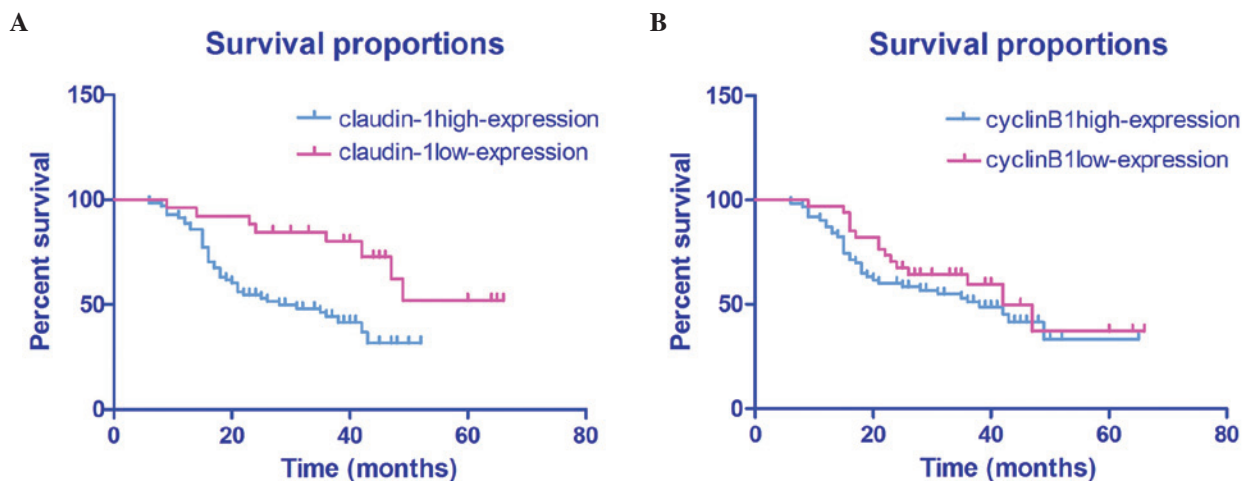 A
Survival proportions
150
100
50
0
Percent survival
claudin-1high-expression
claudin-1low-expression
0 20 40 60 80
Time (months)
B
Survival proportions
150
100
50
0
Percent survival
cyclinB1high-expression
cyclinB1low-expression
0 20 40 60 80
Time (months)